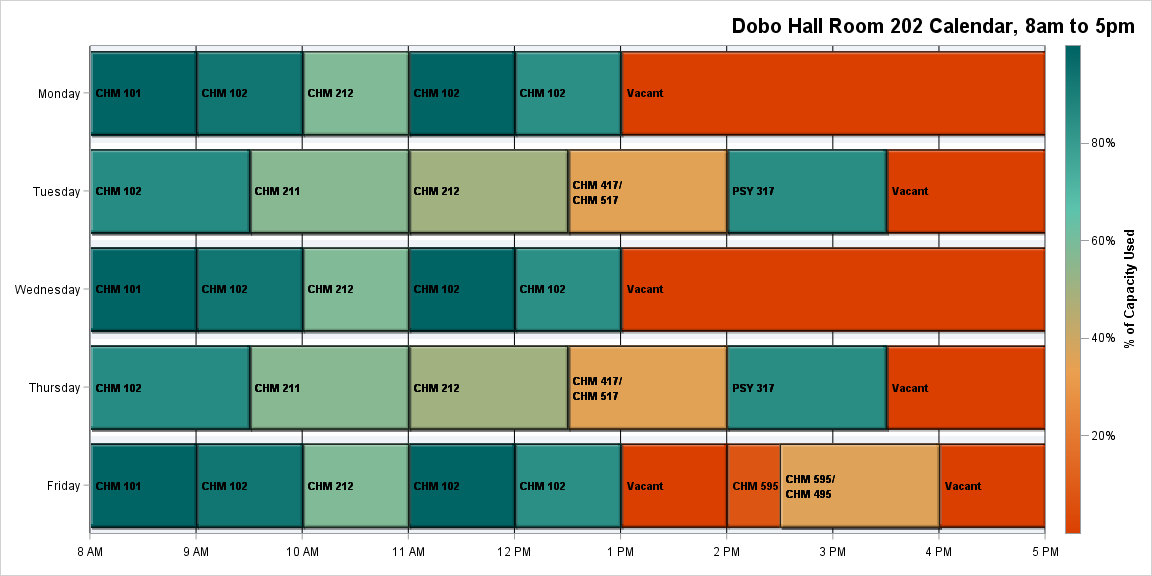 Dobo Hall Room 202 Calendar, 8am to 5pm
Monday
CHM 101
CHM 102
CHM 212
CHM 102
CHM 102
Vacant
Tuesday
CHM 102
CHM 211
CHM 212
CHM 417/
CHM 517
PSY 317
Vacant
Wednesday
CHM 101
CHM 102
CHM 212
CHM 102
CHM 102
Vacant
Thursday
CHM 102
CHM 211
CHM 212
CHM 417/
CHM 517
PSY 317
Vacant
Friday
CHM 101
CHM 102
CHM 212
CHM 102
CHM 102
Vacant
CHM 595
CHM 595/
CHM 495
Vacant
8 AM
9 AM
10 AM
11 AM
12 PM
1 PM
2 PM
3 PM
4 PM
5 PM
80%
60%
40%
20%
% of Capacity Used